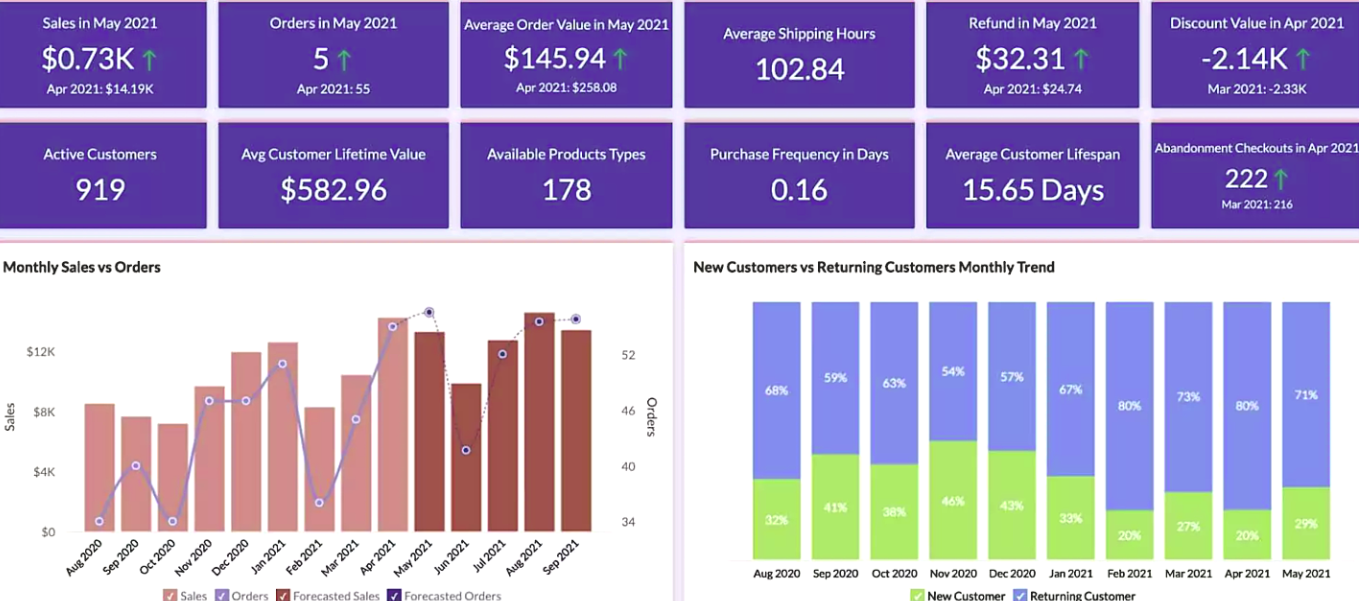 Sales in May 2021
$0.73K ↑
Apr 2021: $14.19K
Orders in May 2021
5 ↑
Apr 2021: 55
Average Order Value in May 2021
$145.94 ↑
Apr 2021: $258.08
Average Shipping Hours
102.84
Refund in May 2021
$32.31 ↑
Apr 2021: $24.74
Discount Value in Apr 2021
-2.14K ↑
Mar 2021: -2.33K
Active Customers
919
Avg Customer Lifetime Value
$582.96
Available Products Types
178
Purchase Frequency in Days
0.16
Average Customer Lifespan
15.65 Days
Abandonment Checkouts in Apr 2021
222 ↑
Mar 2021: 216
Monthly Sales vs Orders
$12K
$8K
$4K
$0
Sales
52
46
40
34
Orders
Aug 2020
Sep 2020
Oct 2020
Nov 2020
Dec 2020
Jan 2021
Feb 2021
Mar 2021
Apr 2021
May 2021
Jun 2021
Jul 2021
Aug 2021
Sep 2021
Sales Orders Forecasted Sales Forecasted Orders
New Customers vs Returning Customers Monthly Trend
68% 59% 63% 54% 57% 67% 80% 73% 80% 71%
32% 41% 38% 46% 43% 33% 20% 27% 20% 29%
Aug 2020 Sep 2020 Oct 2020 Nov 2020 Dec 2020 Jan 2021 Feb 2021 Mar 2021 Apr 2021 May 2021
New Customer Returning Customer